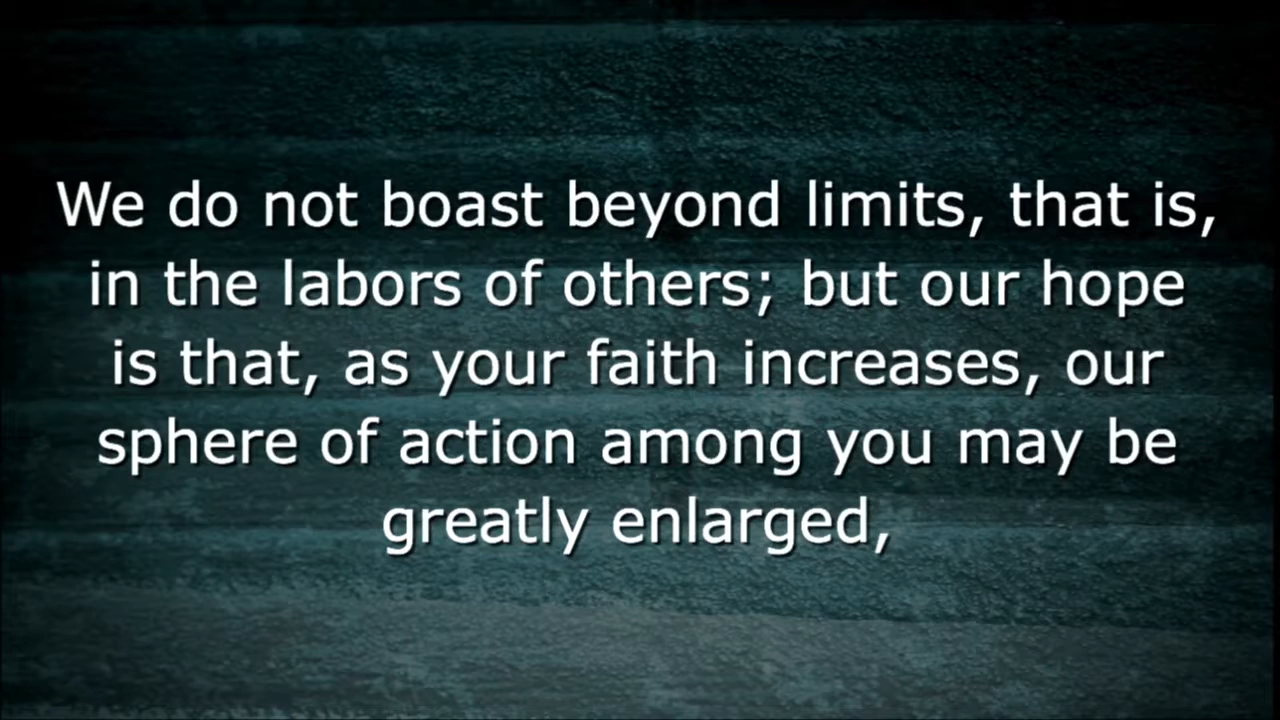 We do not boast beyond limits, that is,
in the labors of others; but our hope
is that, as your faith increases, our
sphere of action among you may be
greatly enlarged,